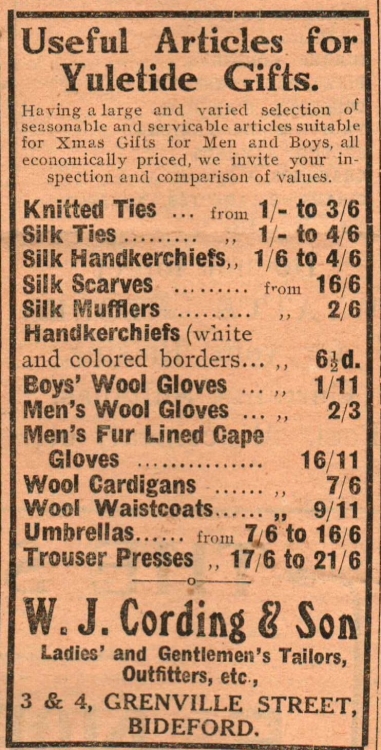 Useful Articles for
Yuletide Gifts.
Having a large and varied selection of
seasonable and servicable articles suitable
for Xmas Gifts for Men and Boys, all
economically priced, we invite your in-
spection and comparison of values.
Knitted Ties ... from 1/- to 3/6
Silk Ties ......... ,, 1/- to 4/6
Silk Handkerchiefs,, 1/6 to 4/6
Silk Scarves ......... from 16/6
Silk Mufflers ......... ,, 2/6
Handkerchiefs (white
and colored borders... ,, 6½d.
Boys' Wool Gloves ... ,, 1/11
Men's Wool Gloves ... ,, 2/3
Men's Fur Lined Cape
Gloves ............. 16/11
Wool Cardigans ...... ,, 7/6
Wool Waistcoats...... ,, 9/11
Umbrellas...... from 7/6 to 16/6
Trouser Presses ,, 17/6 to 21/6
W. J. Cording & Son
Ladies' and Gentlemen's Tailors,
Outfitters, etc.,
3 & 4, GRENVILLE STREET,
BIDEFORD.